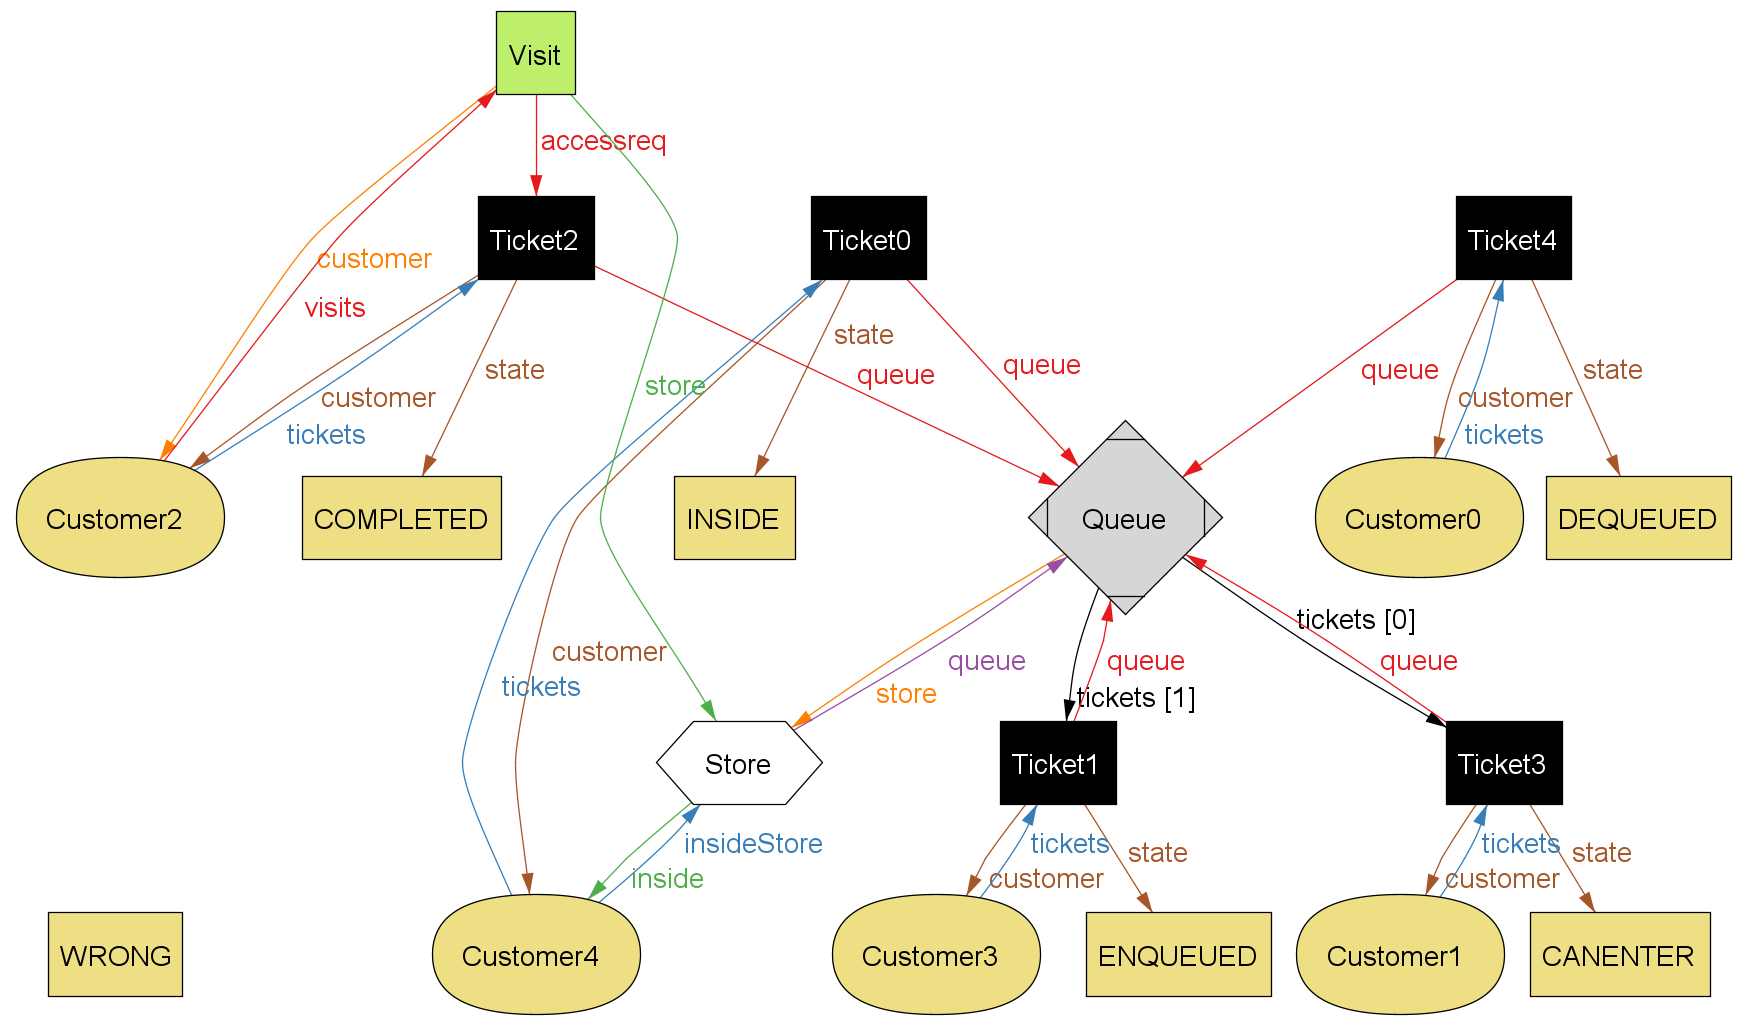 Visit
accessreq
Ticket2
Ticket0
Ticket4
customer
visits
state
queue
queue
queue
state
store
customer
tickets
state
customer
tickets
Customer2
COMPLETED
INSIDE
Queue
Customer0
DEQUEUED
tickets [0]
customer
tickets
queue
store
queue
tickets [1]
queue
Store
Ticket1
Ticket3
insideStore
inside
tickets
customer
state
tickets
customer
state
WRONG
Customer4
Customer3
ENQUEUED
Customer1
CANENTER